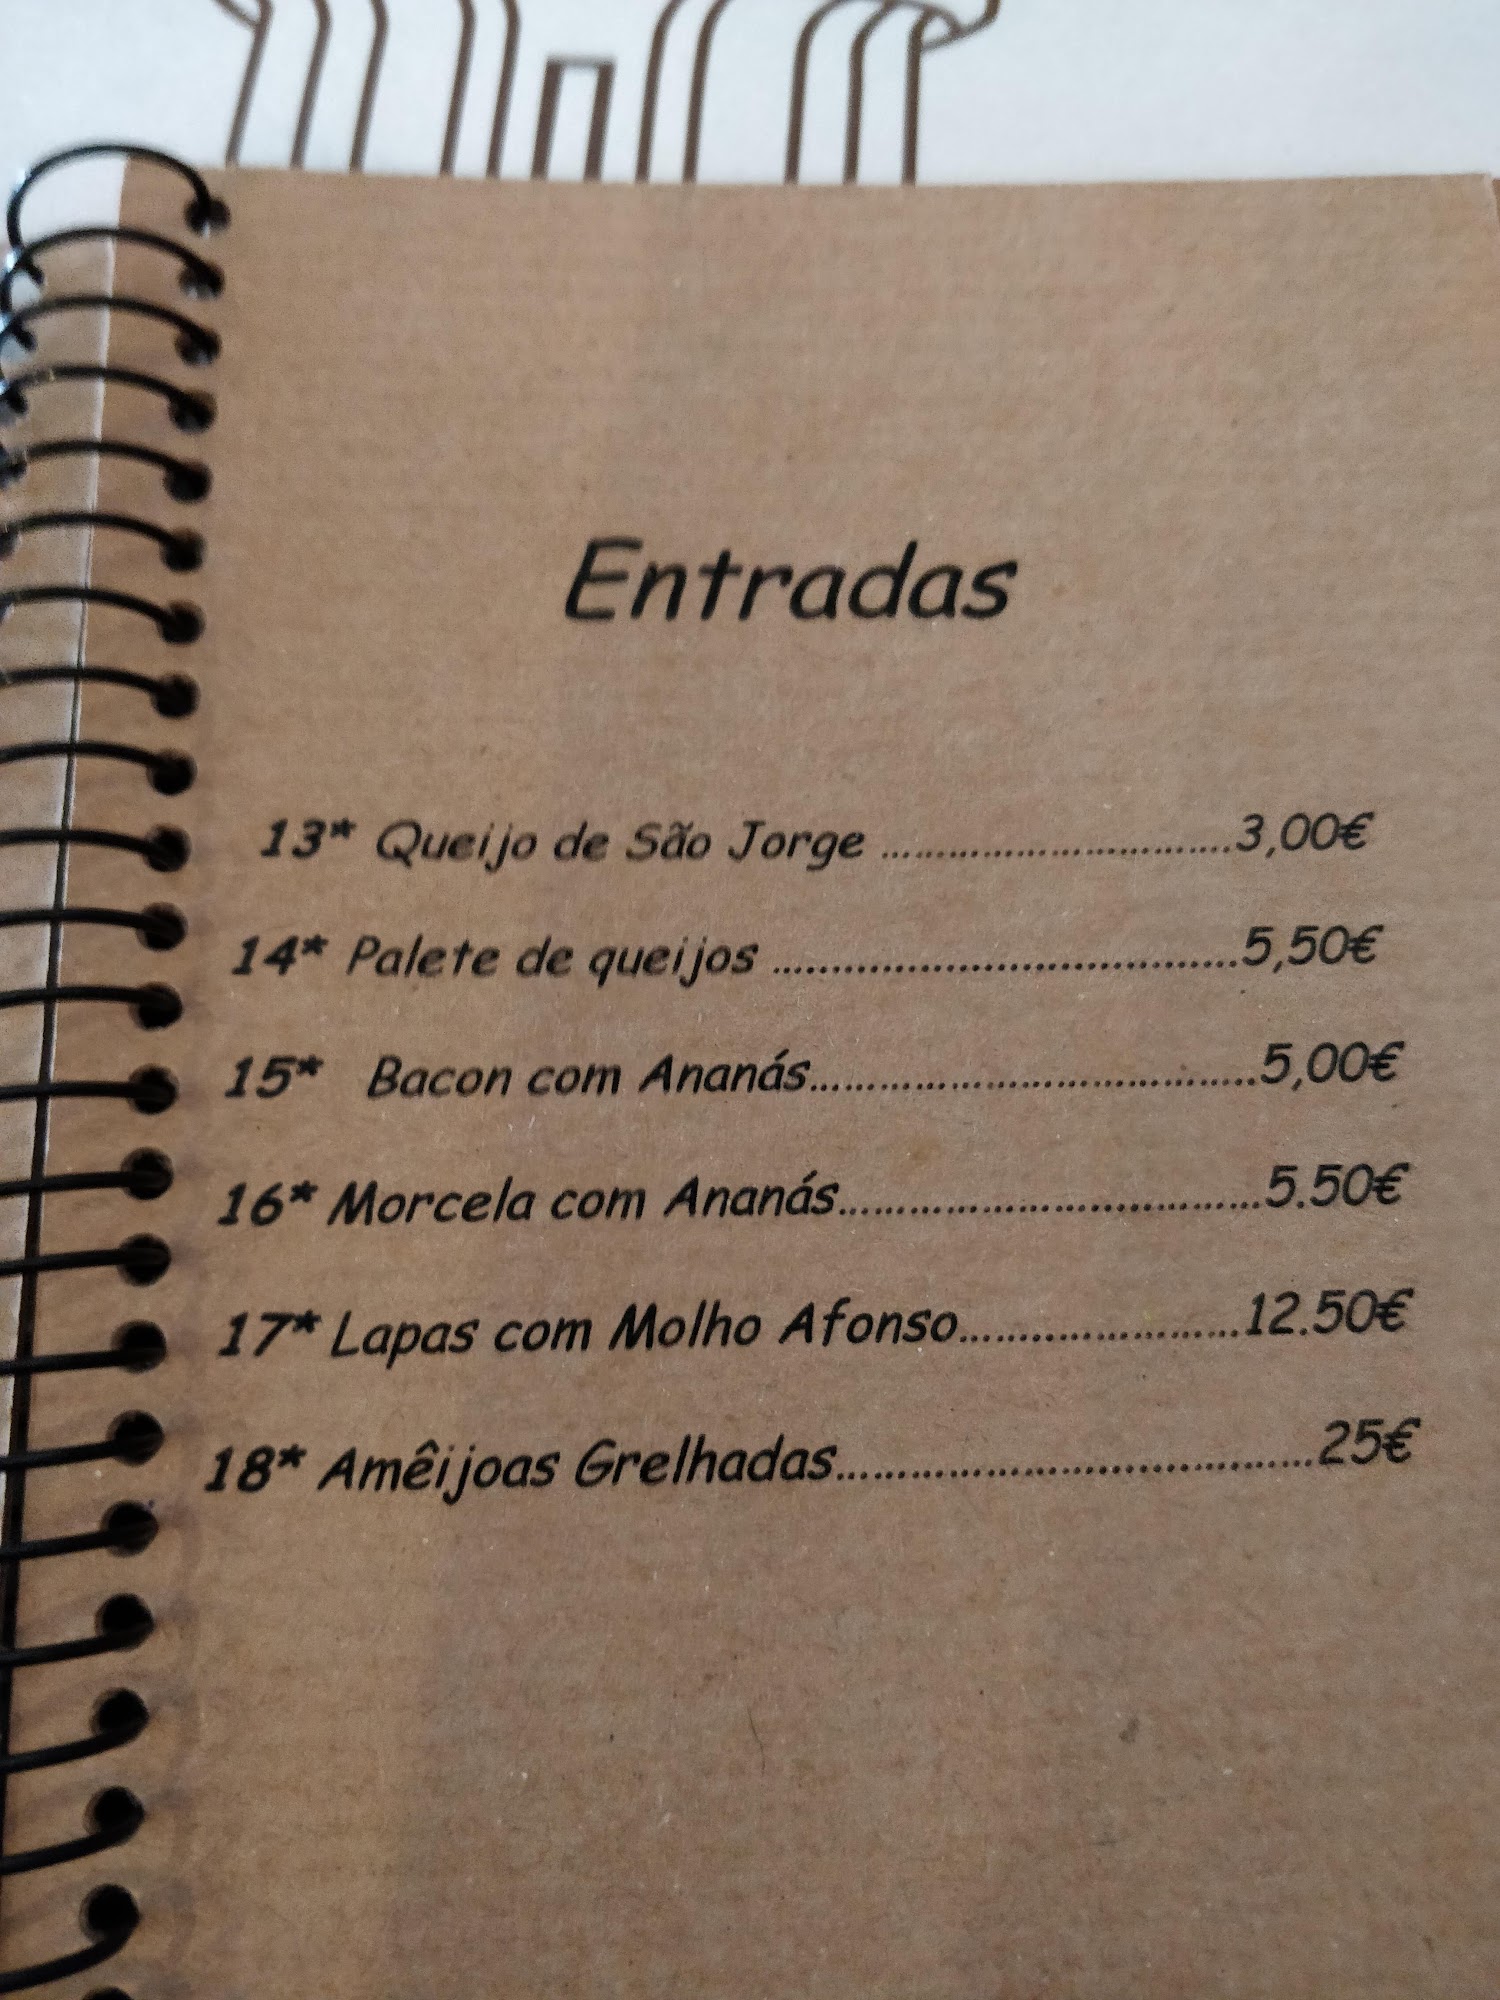 Entradas
13* Queijo de São Jorge ................................3,00€
14* Palete de queijos ..........................................5,50€
15* Bacon com Ananás..........................................5,00€
16* Morcela com Ananás.......................................5.50€
17* Lapas com Molho Afonso..........................12.50€
18* Amêijoas Grelhadas...........................................25€